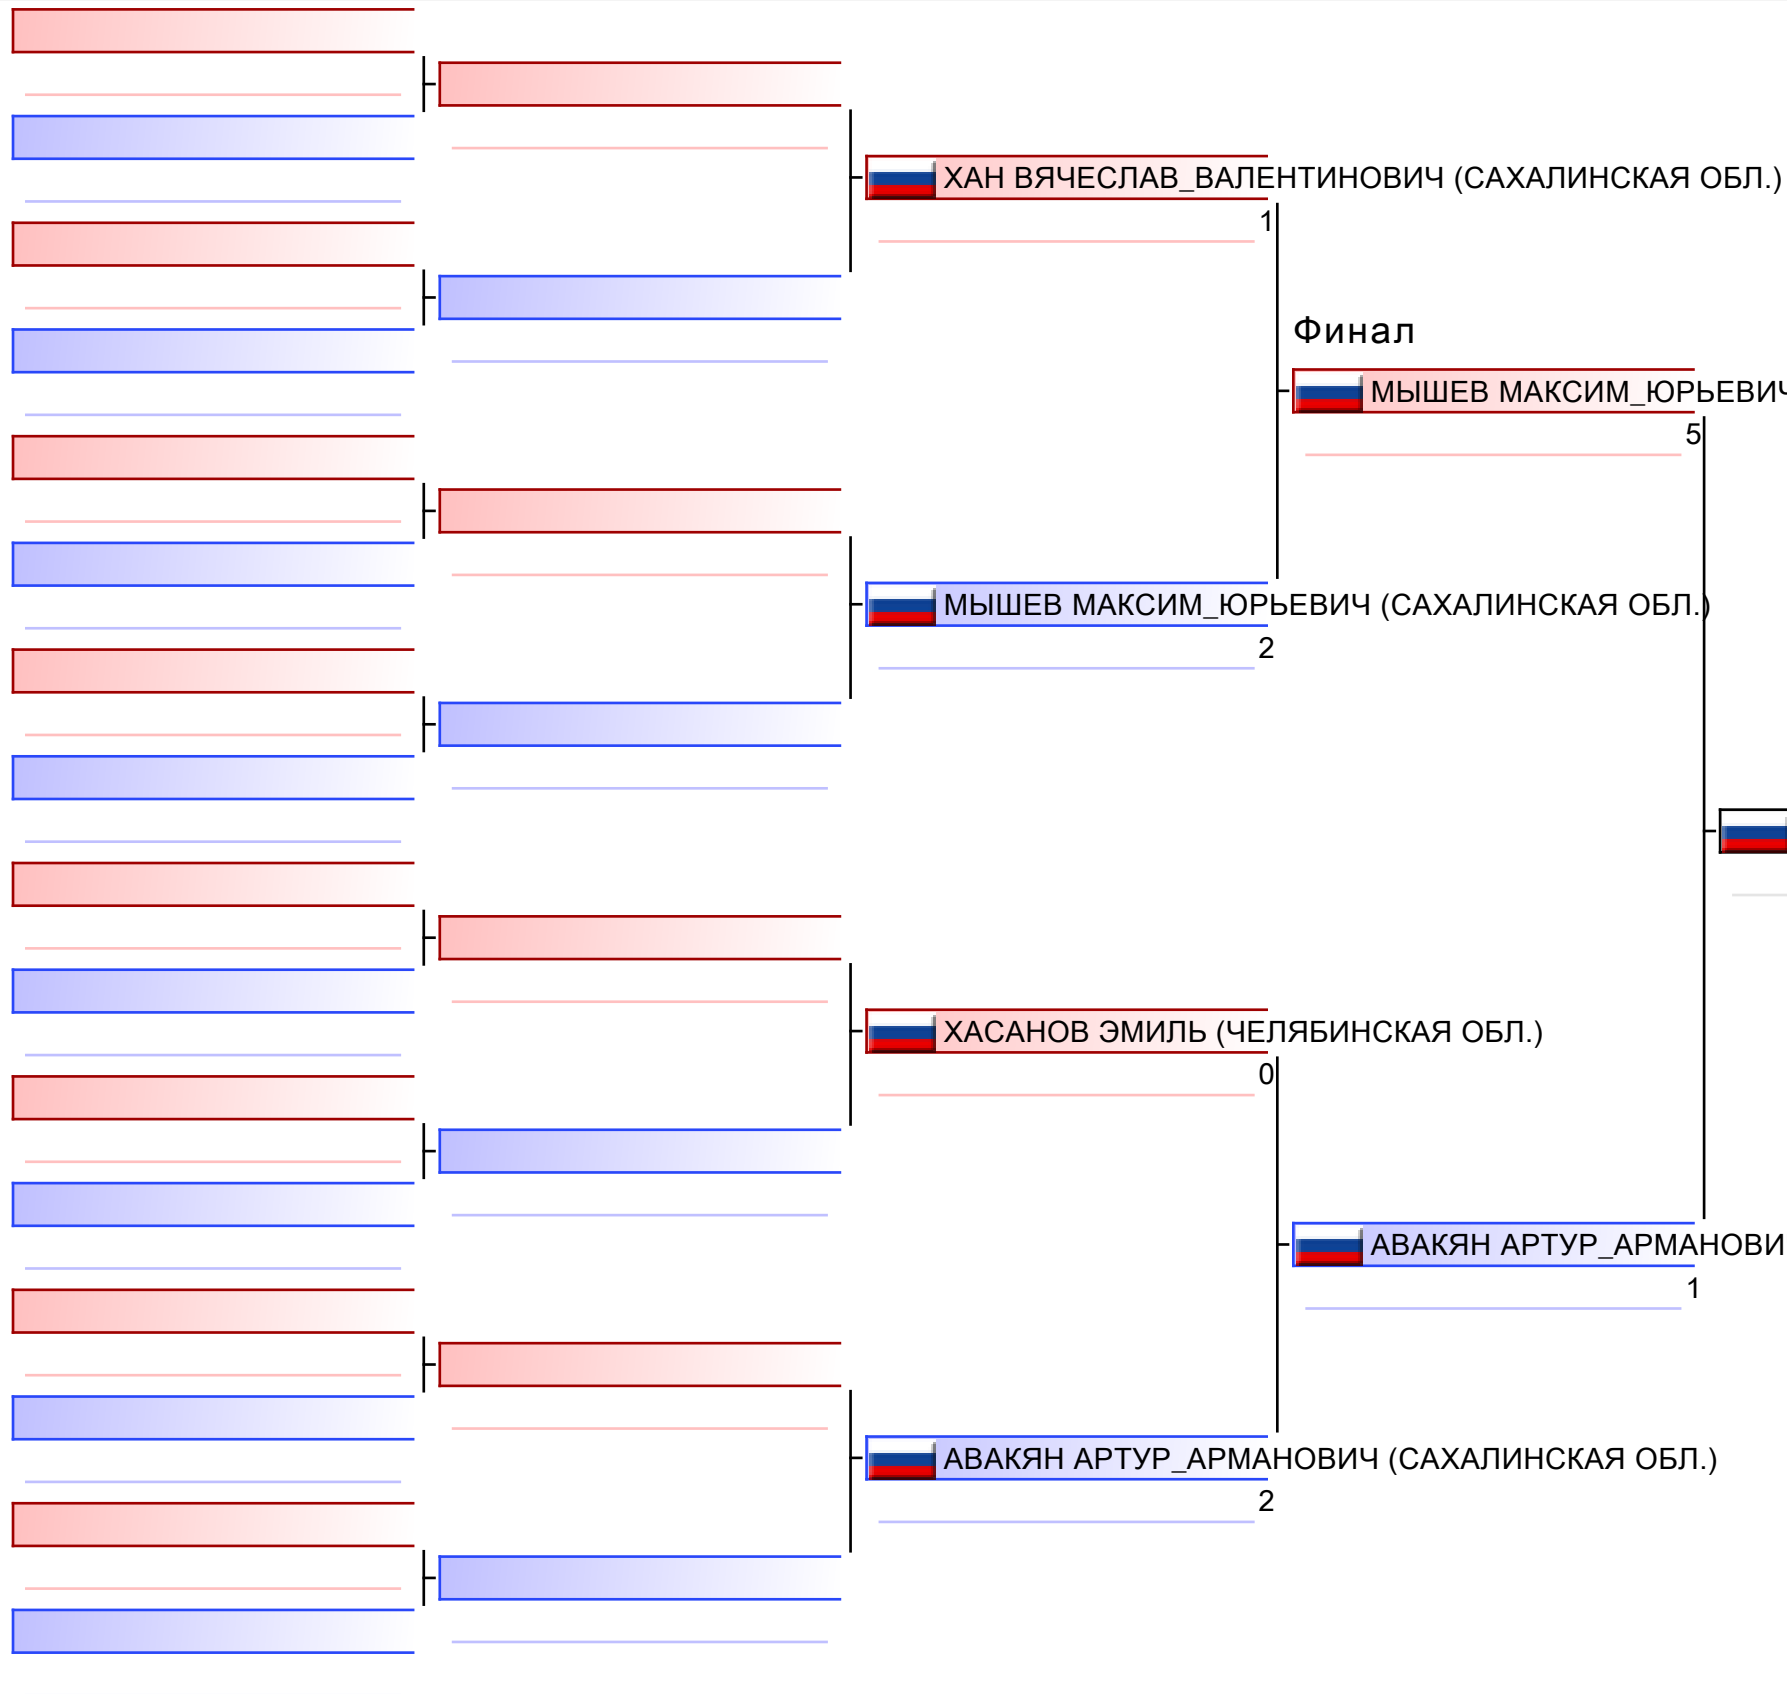 ХАН ВЯЧЕСЛАВ_ВАЛЕНТИНОВИЧ (САХАЛИНСКАЯ ОБЛ.)
1
Финал
МЫШЕВ МАКСИМ_ЮРЬЕВИЧ
5
МЫШЕВ МАКСИМ_ЮРЬЕВИЧ (САХАЛИНСКАЯ ОБЛ.)
2
ХАСАНОВ ЭМИЛЬ (ЧЕЛЯБИНСКАЯ ОБЛ.)
0
АВАКЯН АРТУР_АРМАНОВИ
1
АВАКЯН АРТУР_АРМАНОВИЧ (САХАЛИНСКАЯ ОБЛ.)
2